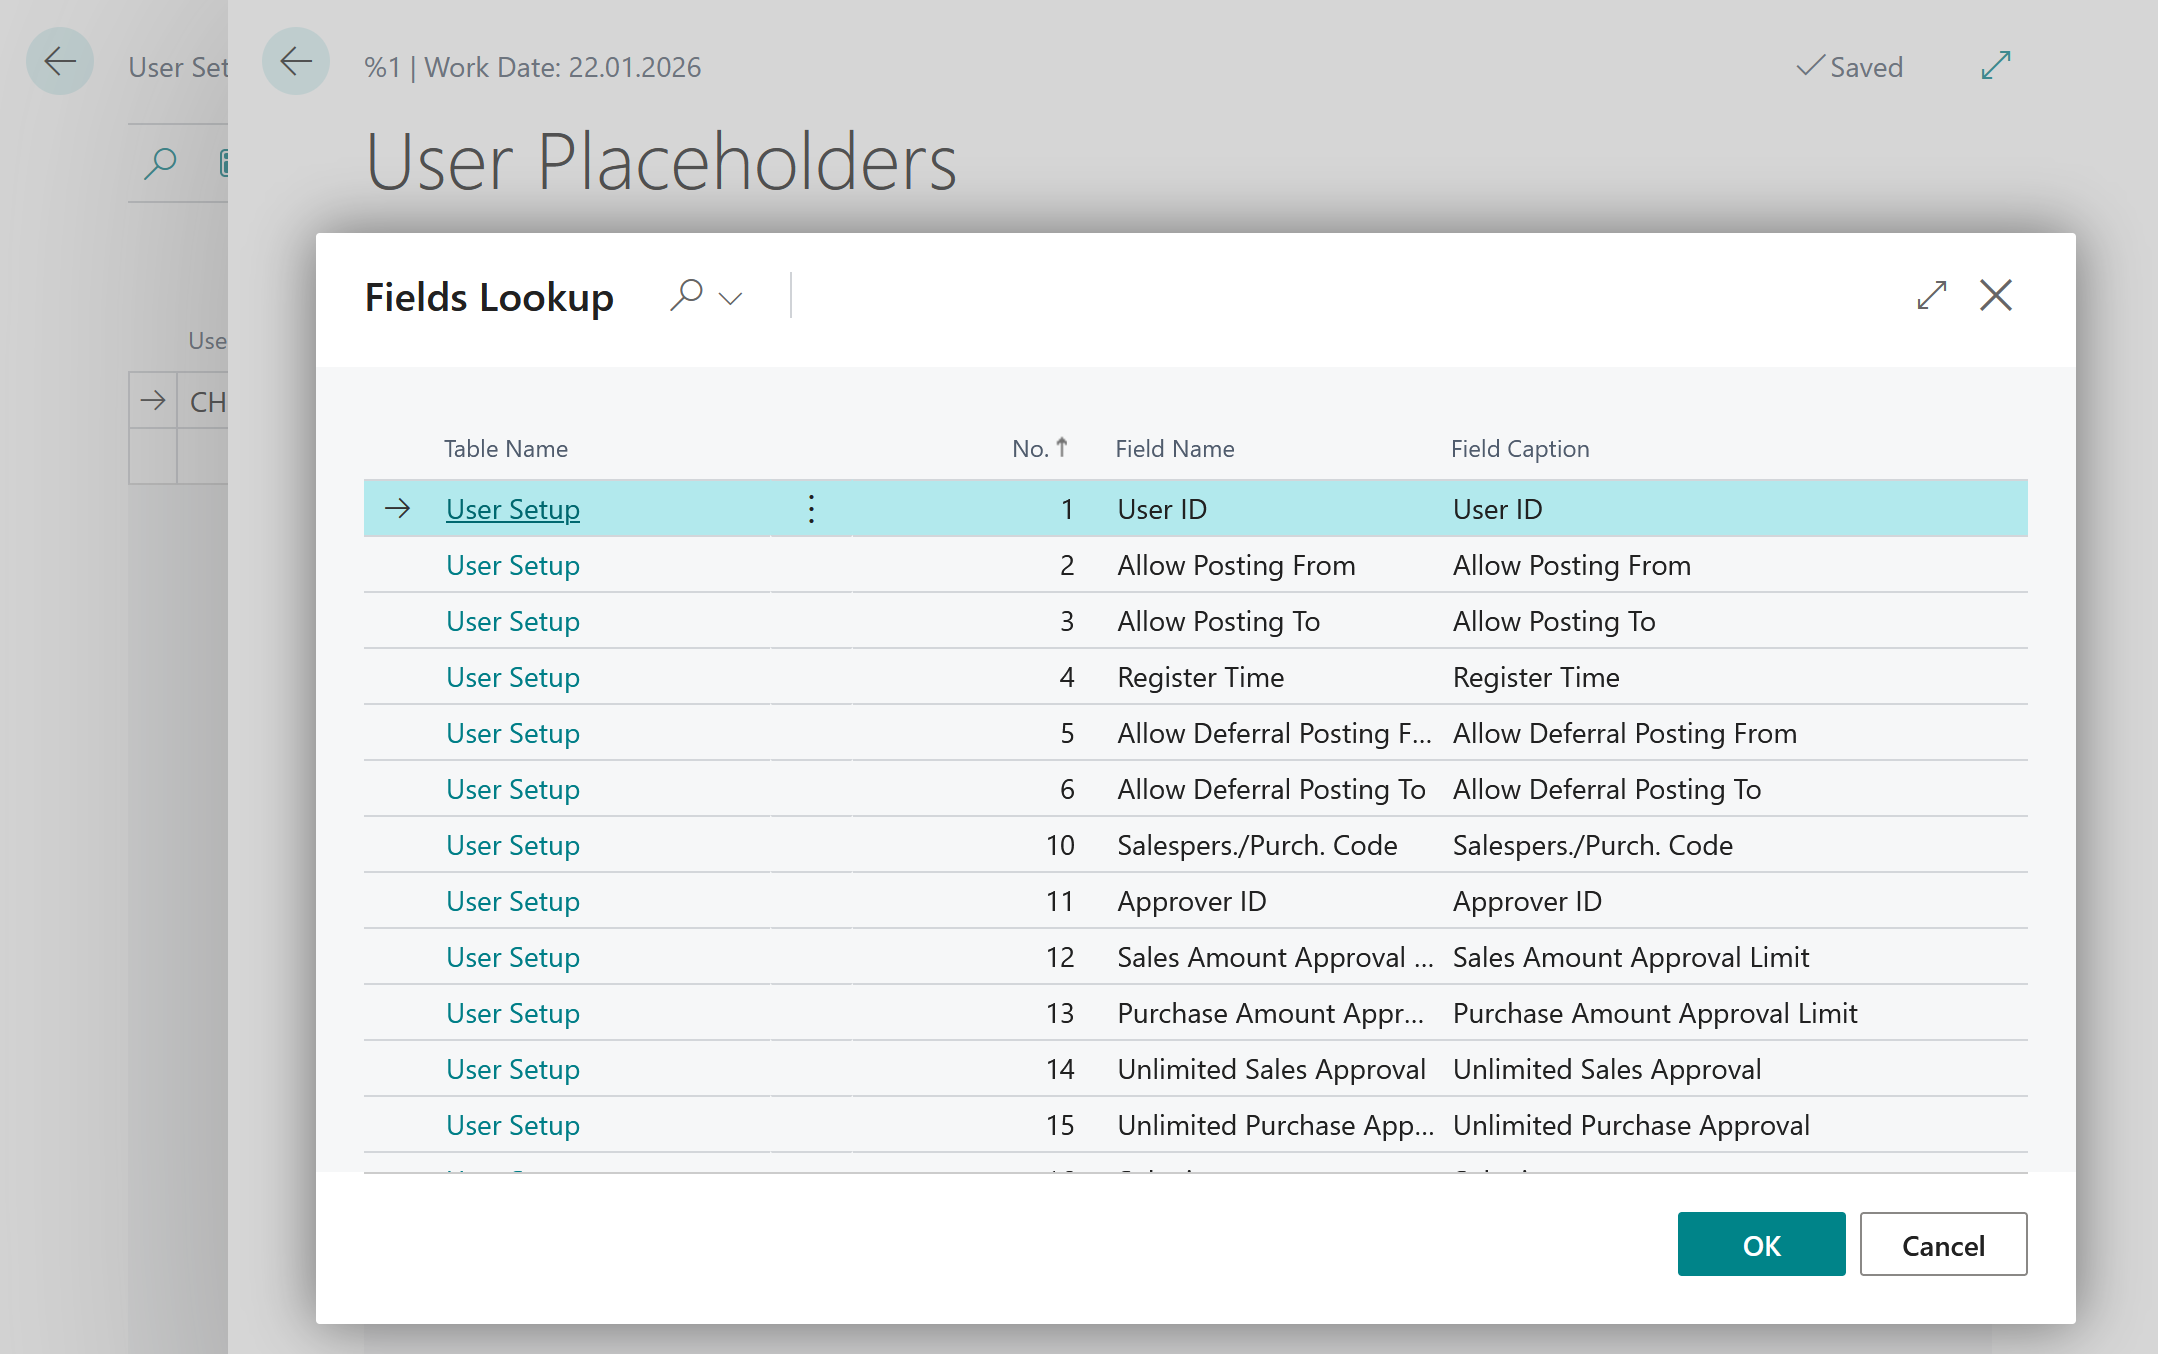 User Set
%1 | Work Date: 22.01.2026
Saved
User Placeholders
Fields Lookup
Use
CH
Table Name No. Field Name Field Caption
User Setup 1 User ID User ID
User Setup 2 Allow Posting From Allow Posting From
User Setup 3 Allow Posting To Allow Posting To
User Setup 4 Register Time Register Time
User Setup 5 Allow Deferral Posting F... Allow Deferral Posting From
User Setup 6 Allow Deferral Posting To Allow Deferral Posting To
User Setup 10 Salespers./Purch. Code Salespers./Purch. Code
User Setup 11 Approver ID Approver ID
User Setup 12 Sales Amount Approval ... Sales Amount Approval Limit
User Setup 13 Purchase Amount Appr... Purchase Amount Approval Limit
User Setup 14 Unlimited Sales Approval Unlimited Sales Approval
User Setup 15 Unlimited Purchase App... Unlimited Purchase Approval
OK Cancel